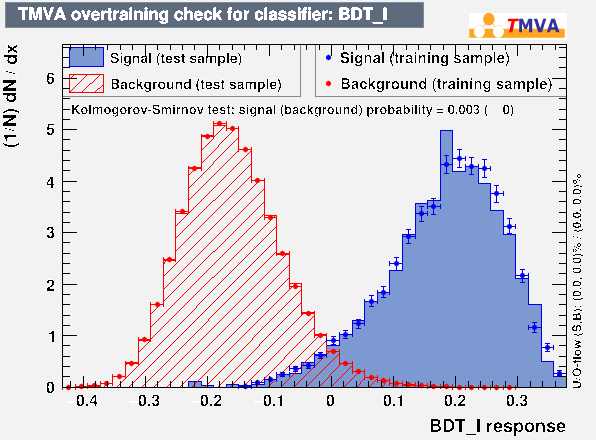 TMVA overtraining check for classifier: BDT_I
TMVA
Signal (test sample)
Background (test sample)
Signal (training sample)
Background (training sample)
Kolmogorov-Smirnov test: signal (background) probability = 0.003 ( 0)
(1/N) dN / dx
6
5
4
3
2
1
0
-0.4 -0.3 -0.2 -0.1 0 0.1 0.2 0.3
BDT_I response
U/O-flow (S,B): (0.0, 0.0)% / (0.0, 0.0)%